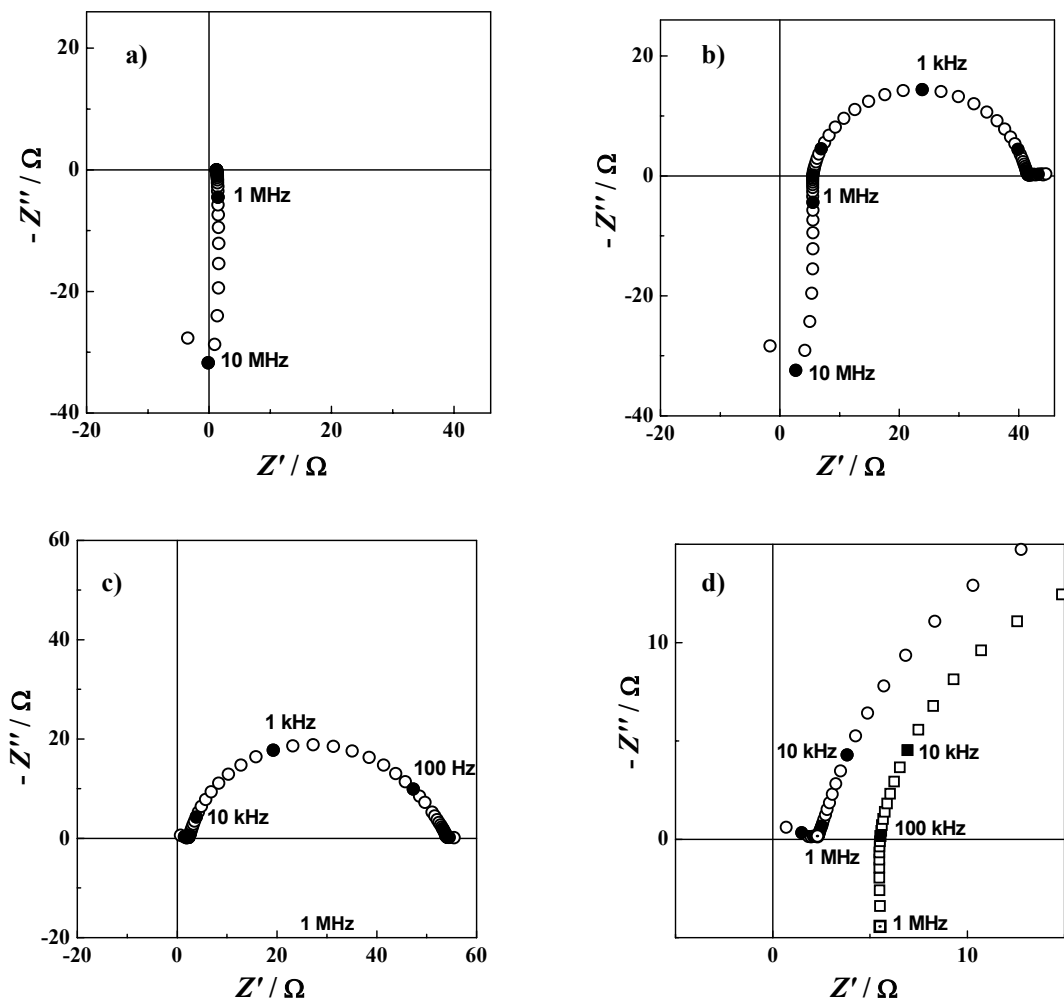 a)
20
0
-20
-40
-20
0
20
40
- Z'' / Ω
Z' / Ω
1 MHz
10 MHz
b)
20
0
-20
-40
-20
0
20
40
- Z'' / Ω
Z' / Ω
1 kHz
1 MHz
10 MHz
c)
60
40
20
0
-20
-20
0
20
40
60
- Z'' / Ω
Z' / Ω
1 kHz
100 Hz
10 kHz
1 MHz
d)
10
0
0
10
- Z'' / Ω
Z' / Ω
10 kHz
10 kHz
100 kHz
1 MHz
1 MHz